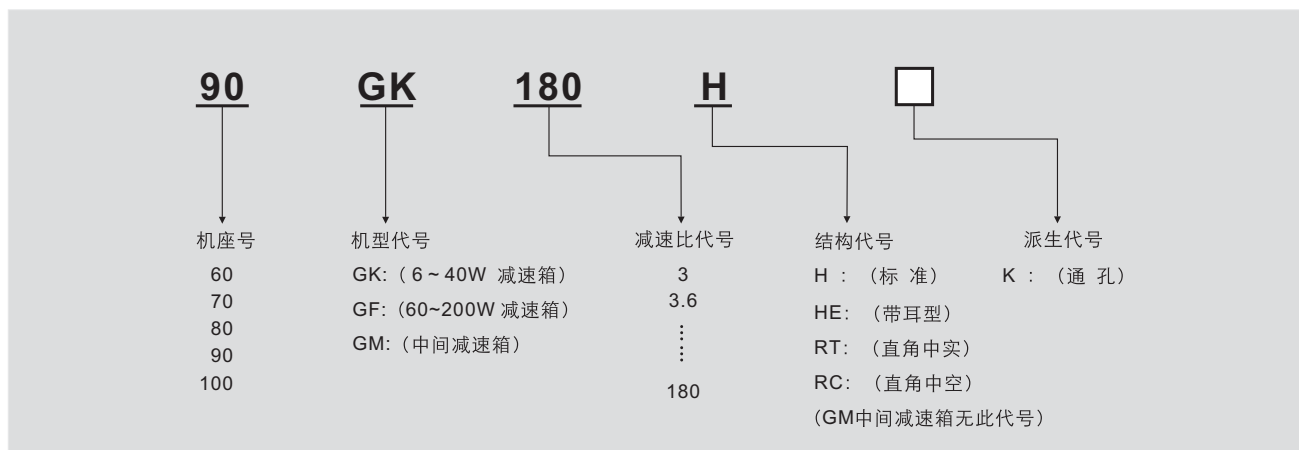 90 GK 180 H
机座号 机型代号 减速比代号 结构代号 派生代号
60 GK:（6~40W 减速箱） 3 H :（标 准） K :（通 孔）
70 GF:（60~200W 减速箱） 3.6 HE:（带耳型）
80 GM:（中间减速箱） RT:（直角中实）
90 RC:（直角中空）
100 180
(GM中间减速箱无此代号）